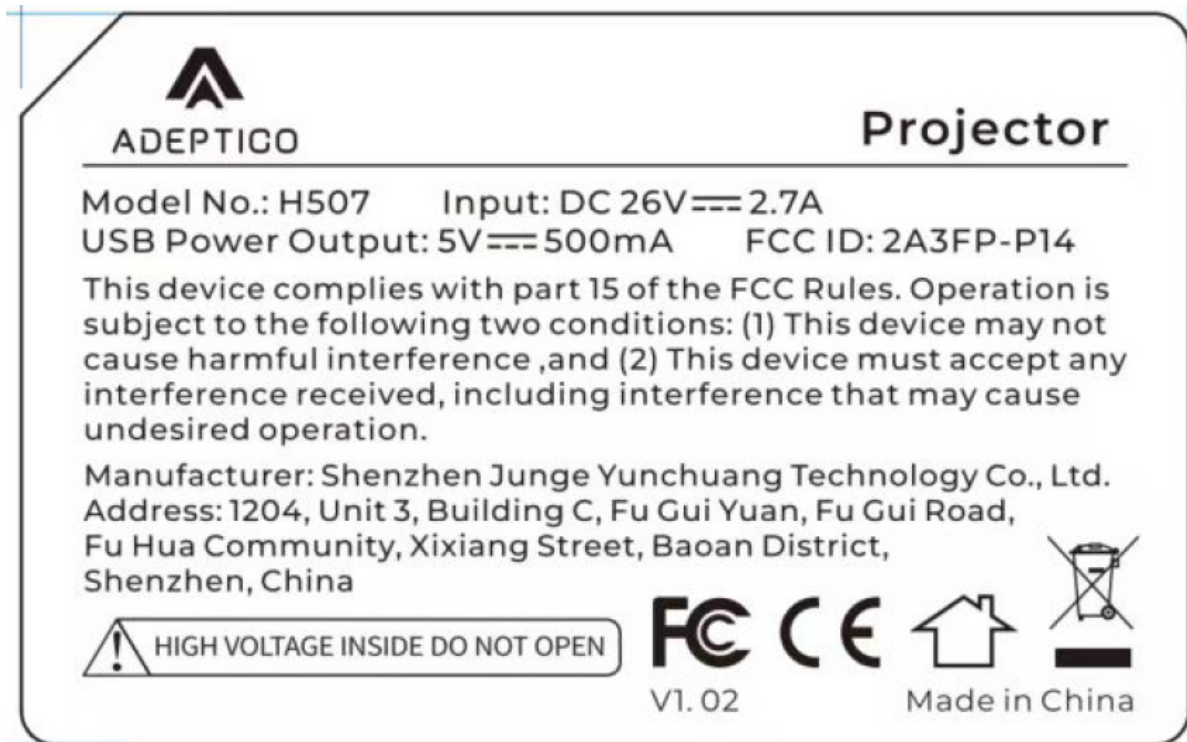 ADEPTIGO
Projector
Model No.: H507 Input: DC 26V⎓2.7A
USB Power Output: 5V⎓500mA FCC ID: 2A3FP-P14
This device complies with part 15 of the FCC Rules. Operation is
subject to the following two conditions: (1) This device may not
cause harmful interference ,and (2) This device must accept any
interference received, including interference that may cause
undesired operation.
Manufacturer: Shenzhen Junge Yunchuang Technology Co., Ltd.
Address: 1204, Unit 3, Building C, Fu Gui Yuan, Fu Gui Road,
Fu Hua Community, Xixiang Street, Baoan District,
Shenzhen, China
HIGH VOLTAGE INSIDE DO NOT OPEN
FC CE
V1. 02 Made in China